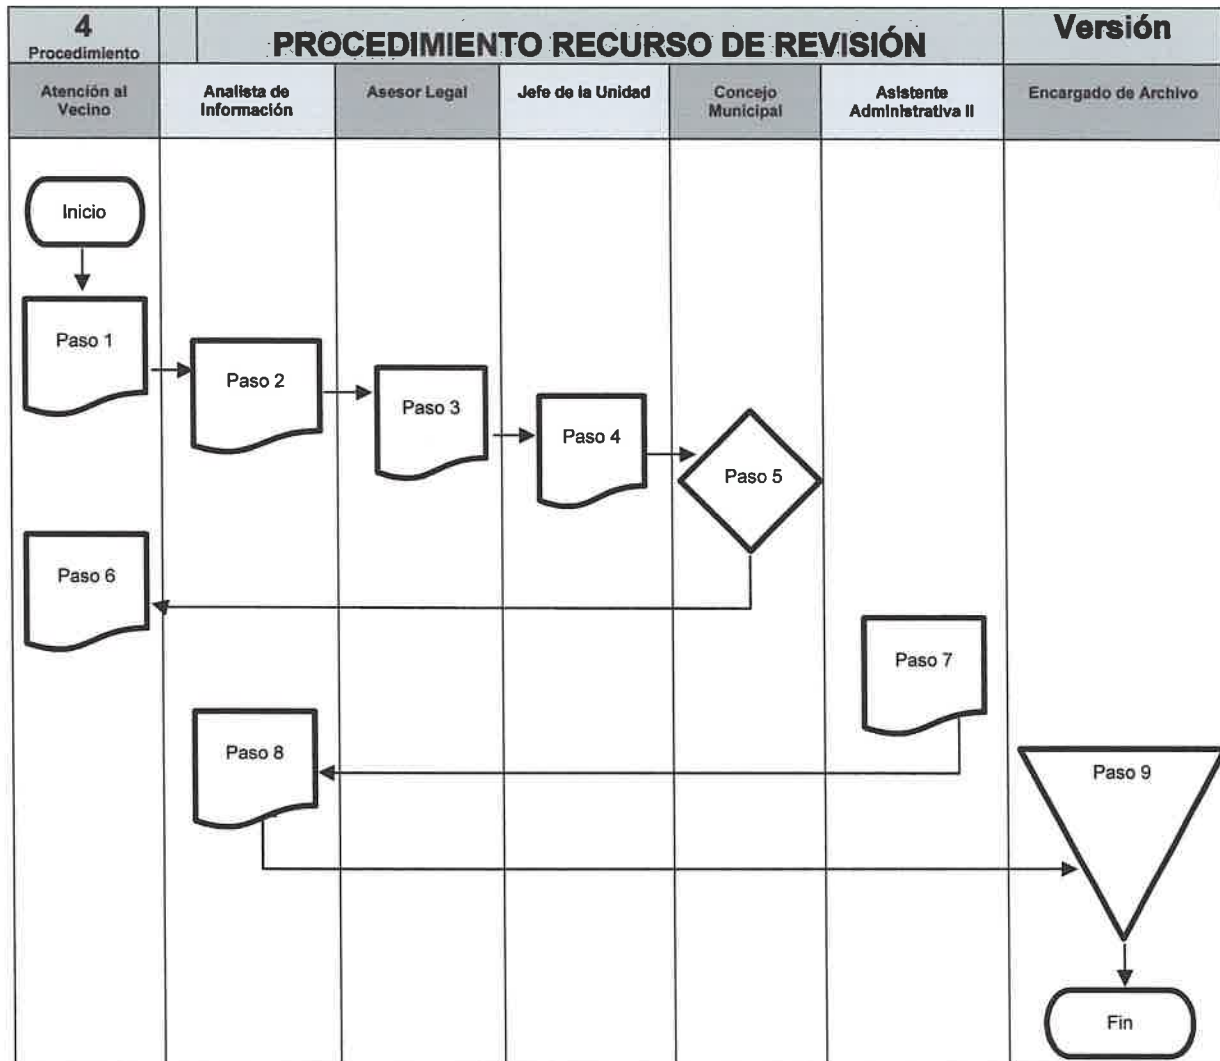 4
Procedimiento
PROCEDIMIENTO RECURSO DE REVISIÓN
Versión
Atención al
Vecino
Analista de
Información
Asesor Legal
Jefe de la Unidad
Concejo
Municipal
Asistente
Administrativa II
Encargado de Archivo
Inicio
Paso 1
Paso 2
Paso 3
Paso 4
Paso 5
Paso 6
Paso 7
Paso 8
Paso 9
Fin